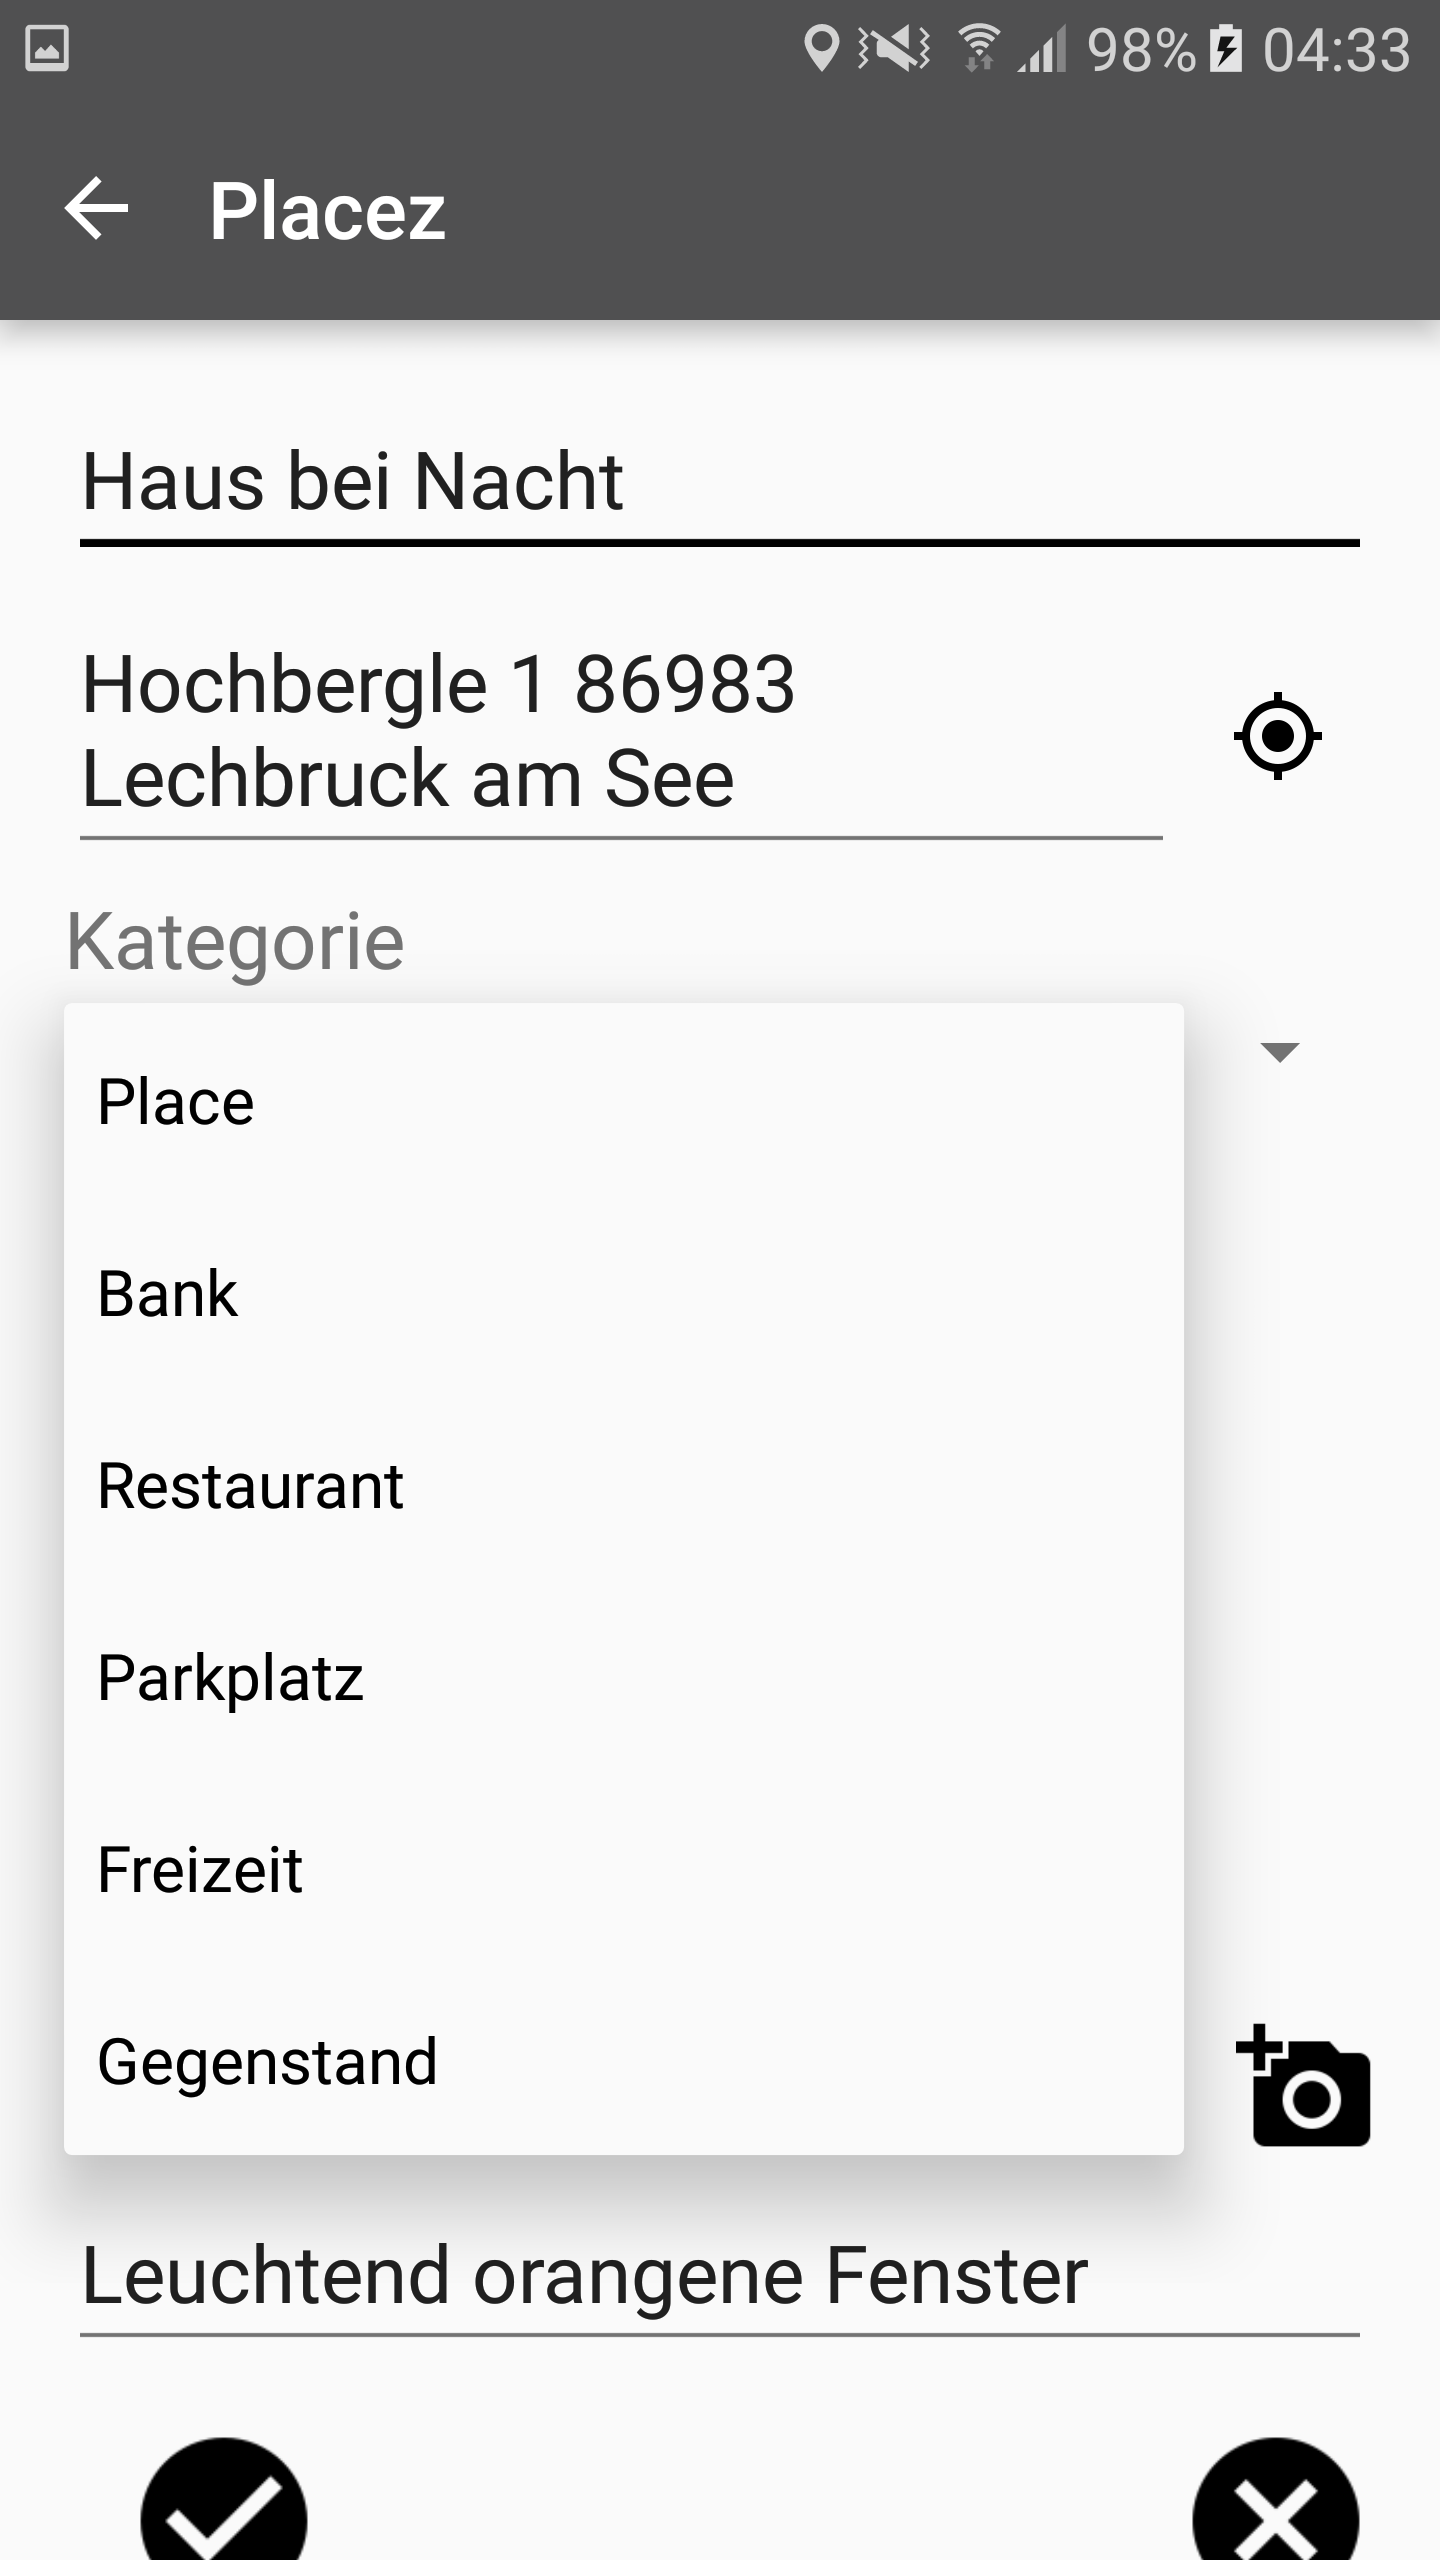 98% 04:33
Placez
Haus bei Nacht
Hochbergle 1 86983
Lechbruck am See
Kategorie
Place
Bank
Restaurant
Parkplatz
Freizeit
Gegenstand
Leuchtend orangene Fenster